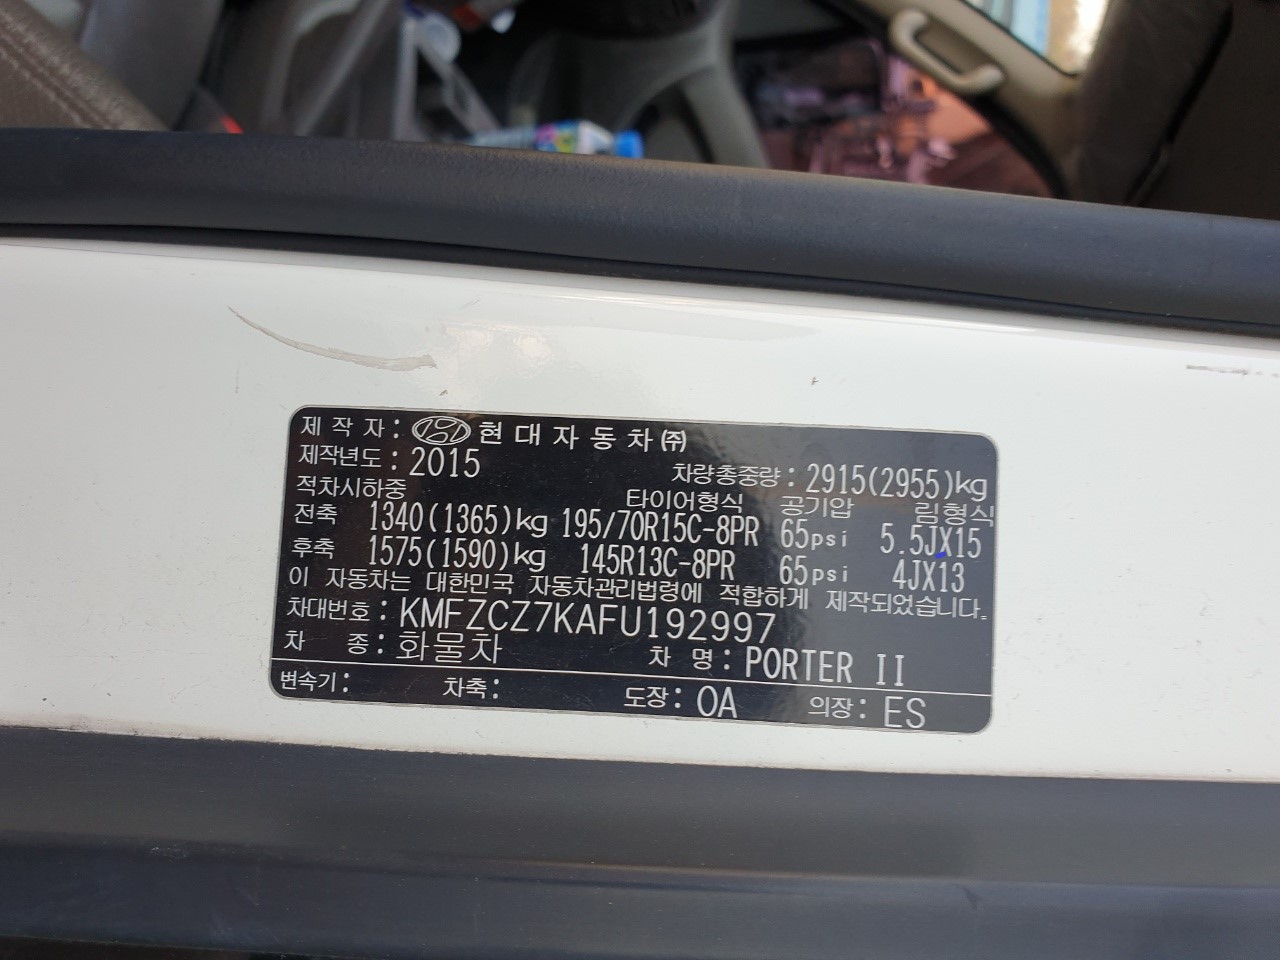 제 작 자 : 현대자동차㈜
제작년도 : 2015
차량총중량 : 2915(2955)kg
적차시하중 타이어형식 공기압 림형식
전축 1340(1365)kg 195/70R15C-8PR 65psi 5.5JX15
후축 1575(1590)kg 145R13C-8PR 65psi 4JX13
이 자동차는 대한민국 자동차관리법령에 적합하게 제작되었습니다.
차대번호 : KMFZCZ7KAFU192997
차 종 : 화물차 차 명 : PORTER II
변속기 : 차축 : 도장 : OA 의장 : ES